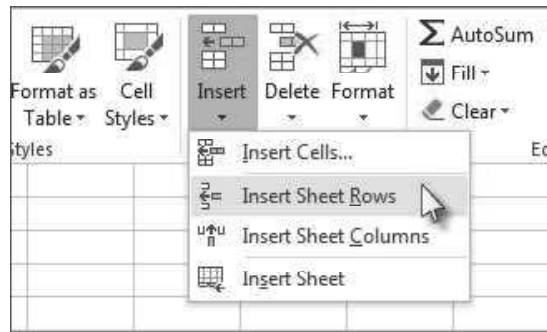 Format as Table
Cell Styles
Insert
Delete
Format
AutoSum
Fill
Clear
Styles
Insert Cells...
Insert Sheet Rows
Insert Sheet Columns
Insert Sheet